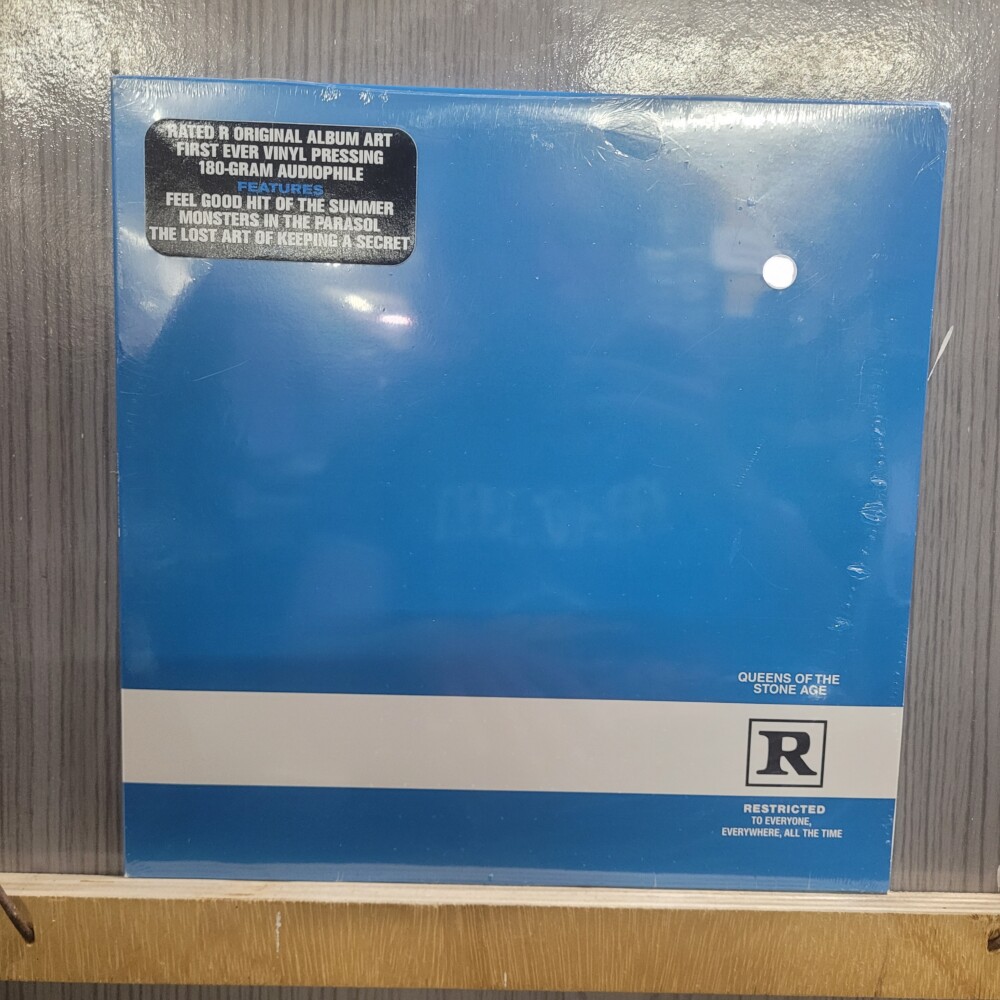 RATED R ORIGINAL ALBUM ART
FIRST EVER VINYL PRESSING
180-GRAM AUDIOPHILE
FEATURES
FEEL GOOD HIT OF THE SUMMER
MONSTERS IN THE PARASOL
THE LOST ART OF KEEPING A SECRET
QUEENS OF THE
STONE AGE
R
RESTRICTED
TO EVERYONE,
EVERYWHERE, ALL THE TIME